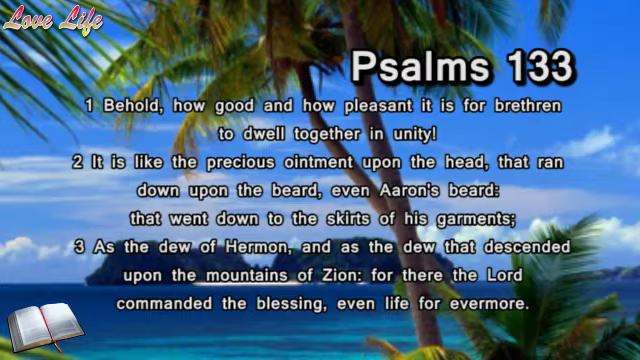 Love Life
Psalms 133
1 Behold, how good and how pleasant it is for brethren
to dwell together in unity!
2 It is like the precious ointment upon the head, that ran
down upon the beard, even Aaron's beard:
that went down to the skirts of his garments;
3 As the dew of Hermon, and as the dew that descended
upon the mountains of Zion: for there the Lord
commanded the blessing, even life for evermore.